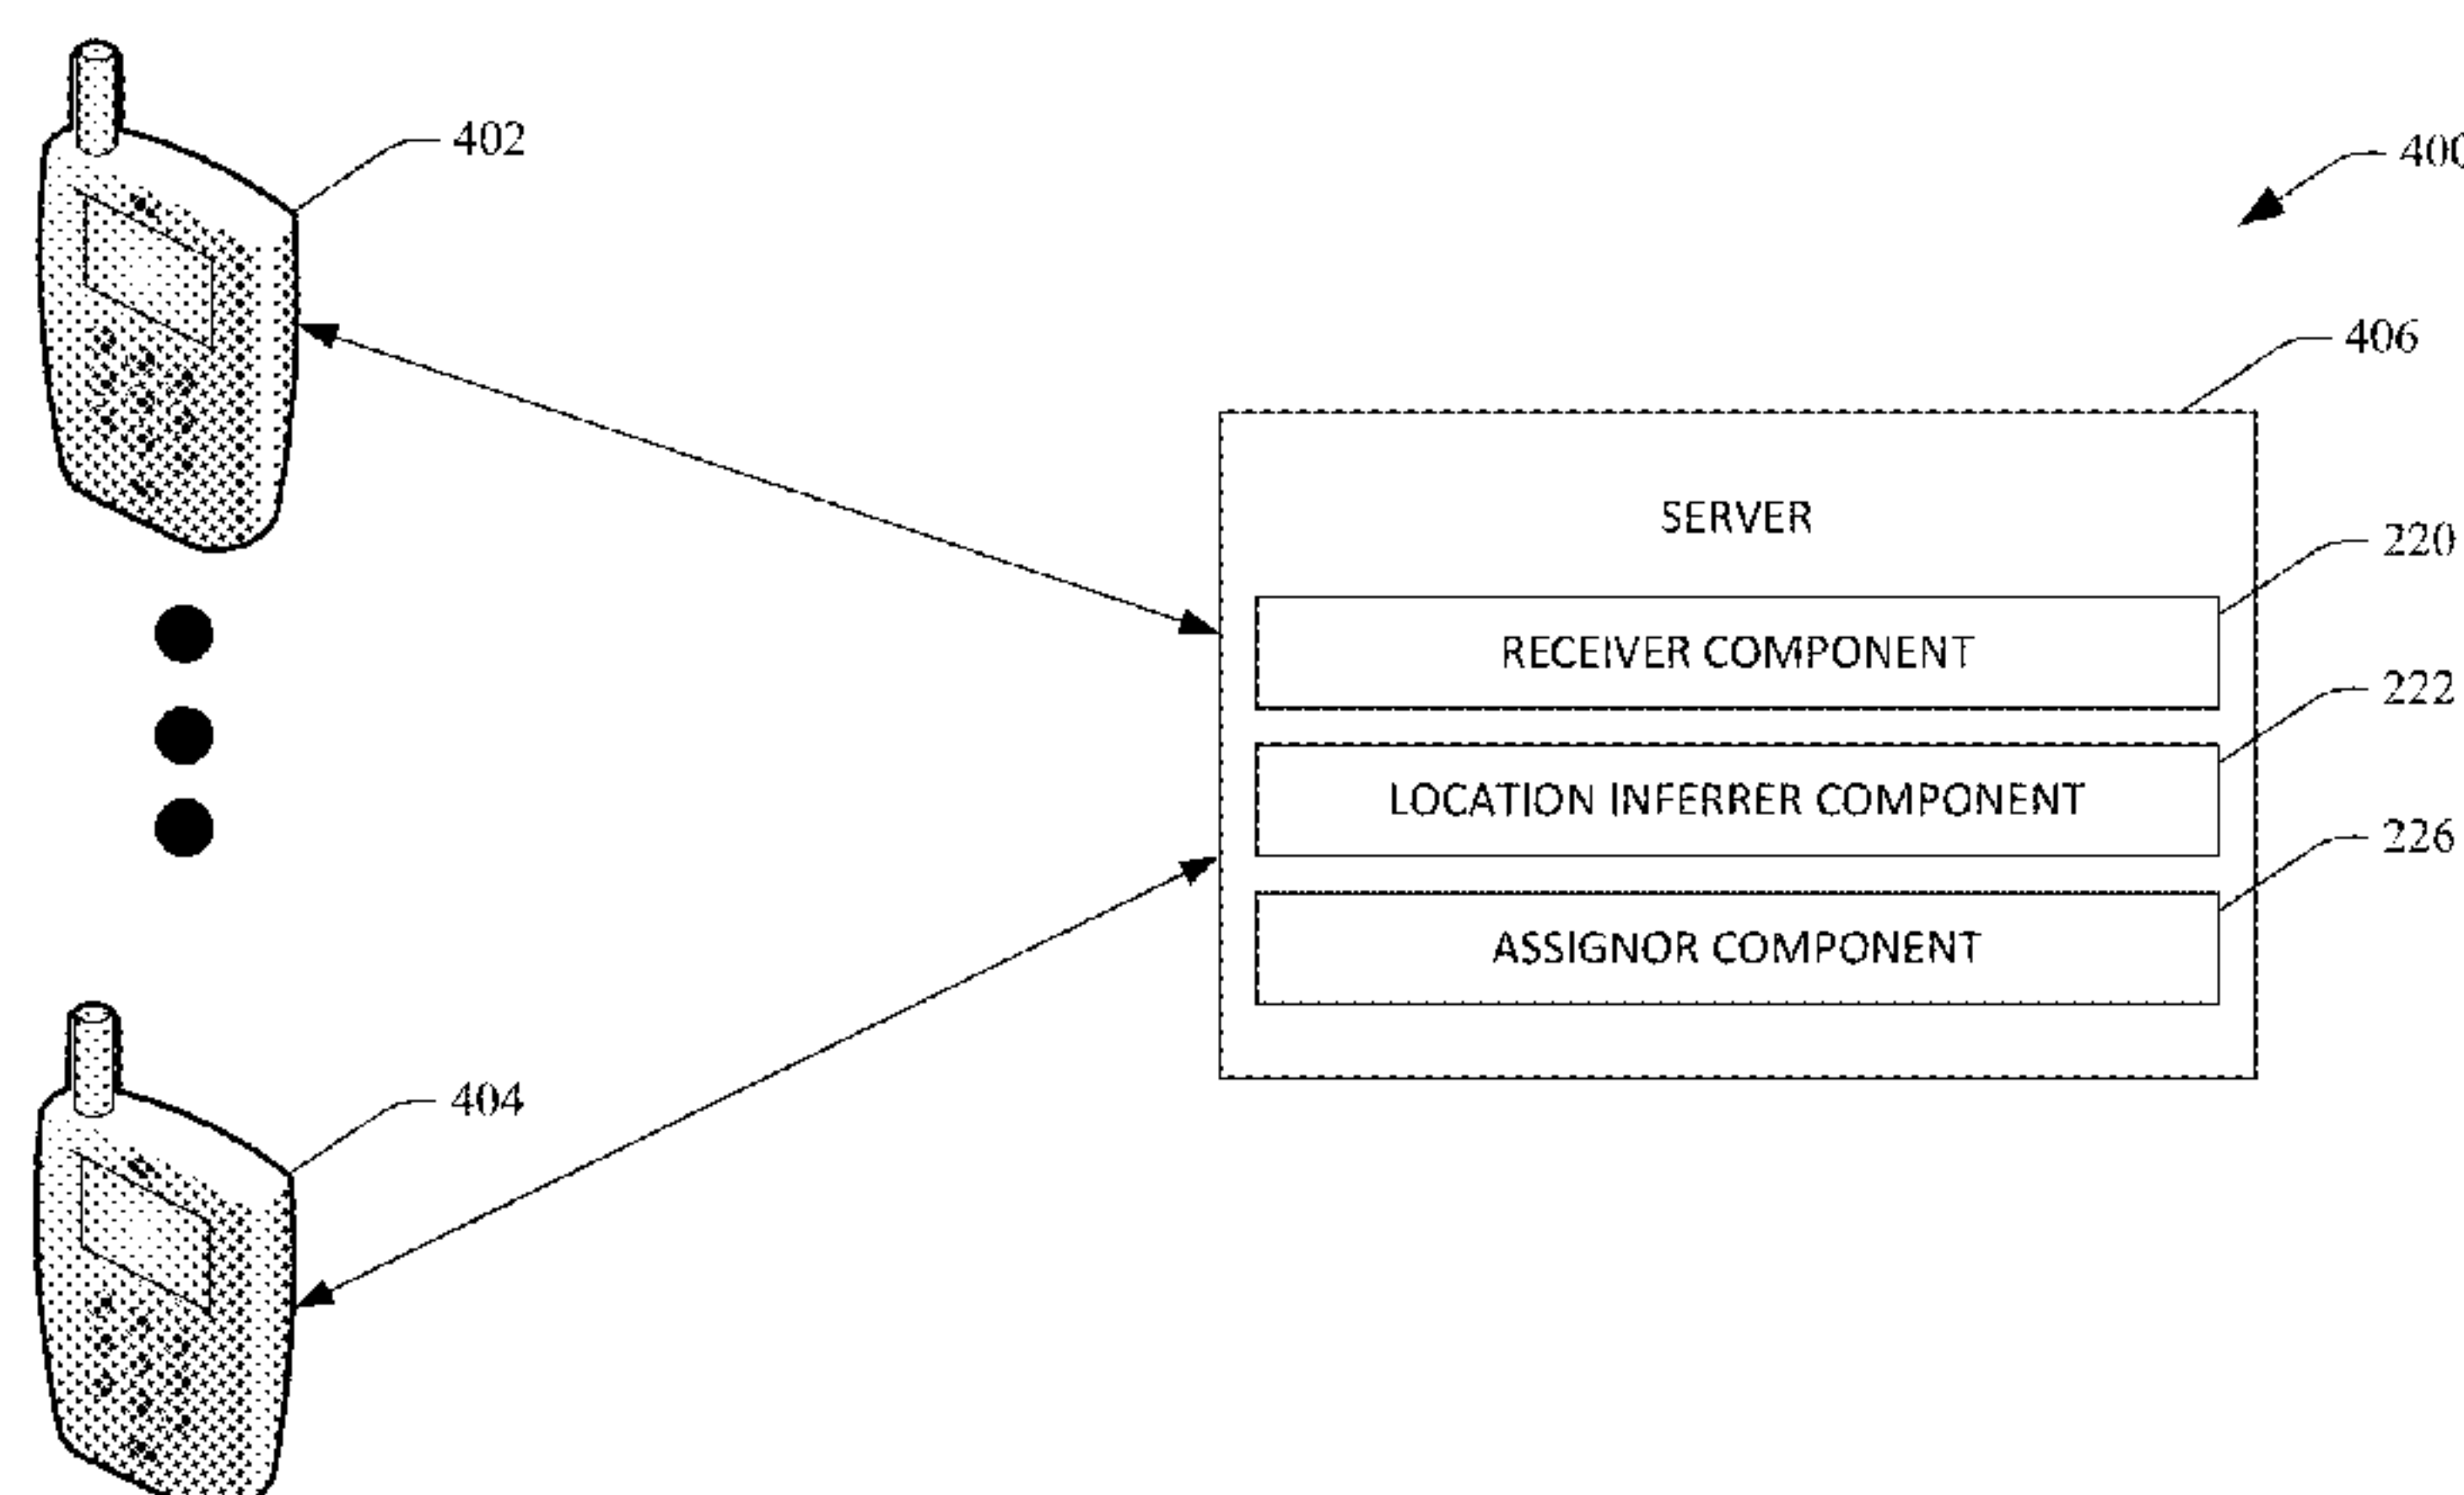 402
400
406
SERVER
220
RECEIVER COMPONENT
222
LOCATION INFERRER COMPONENT
226
ASSIGNOR COMPONENT
404